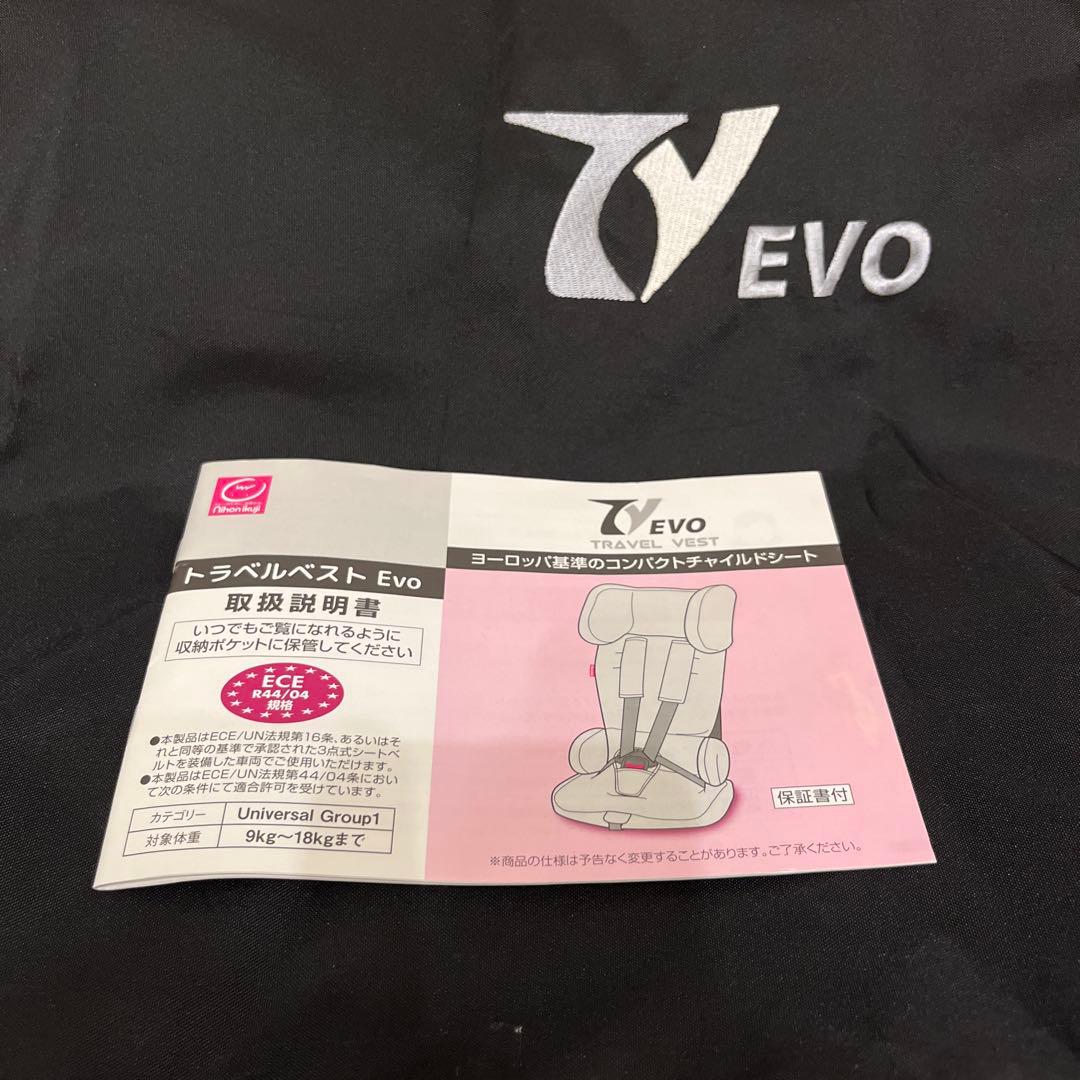 TV EVO
nihon ikuji
トラベルベスト Evo
取扱説明書
いつでもご覧になれるように
収納ポケットに保管してください
ECE
R44/04
規格
●本製品はECE/UN法規第16条、あるいはそ
れと同等の基準で承認された3点式シートベ
ルトを装備した車両でご使用いただけます。
●本製品はECE/UN法規第44/04条におい
て次の条件にて適合許可を受けています。
カテゴリー Universal Group1
対象体重 9kg〜18kgまで
TV EVO
TRAVEL VEST
ヨーロッパ基準のコンパクトチャイルドシート
保証書付
※商品の仕様は予告なく変更することがあります。ご了承ください。